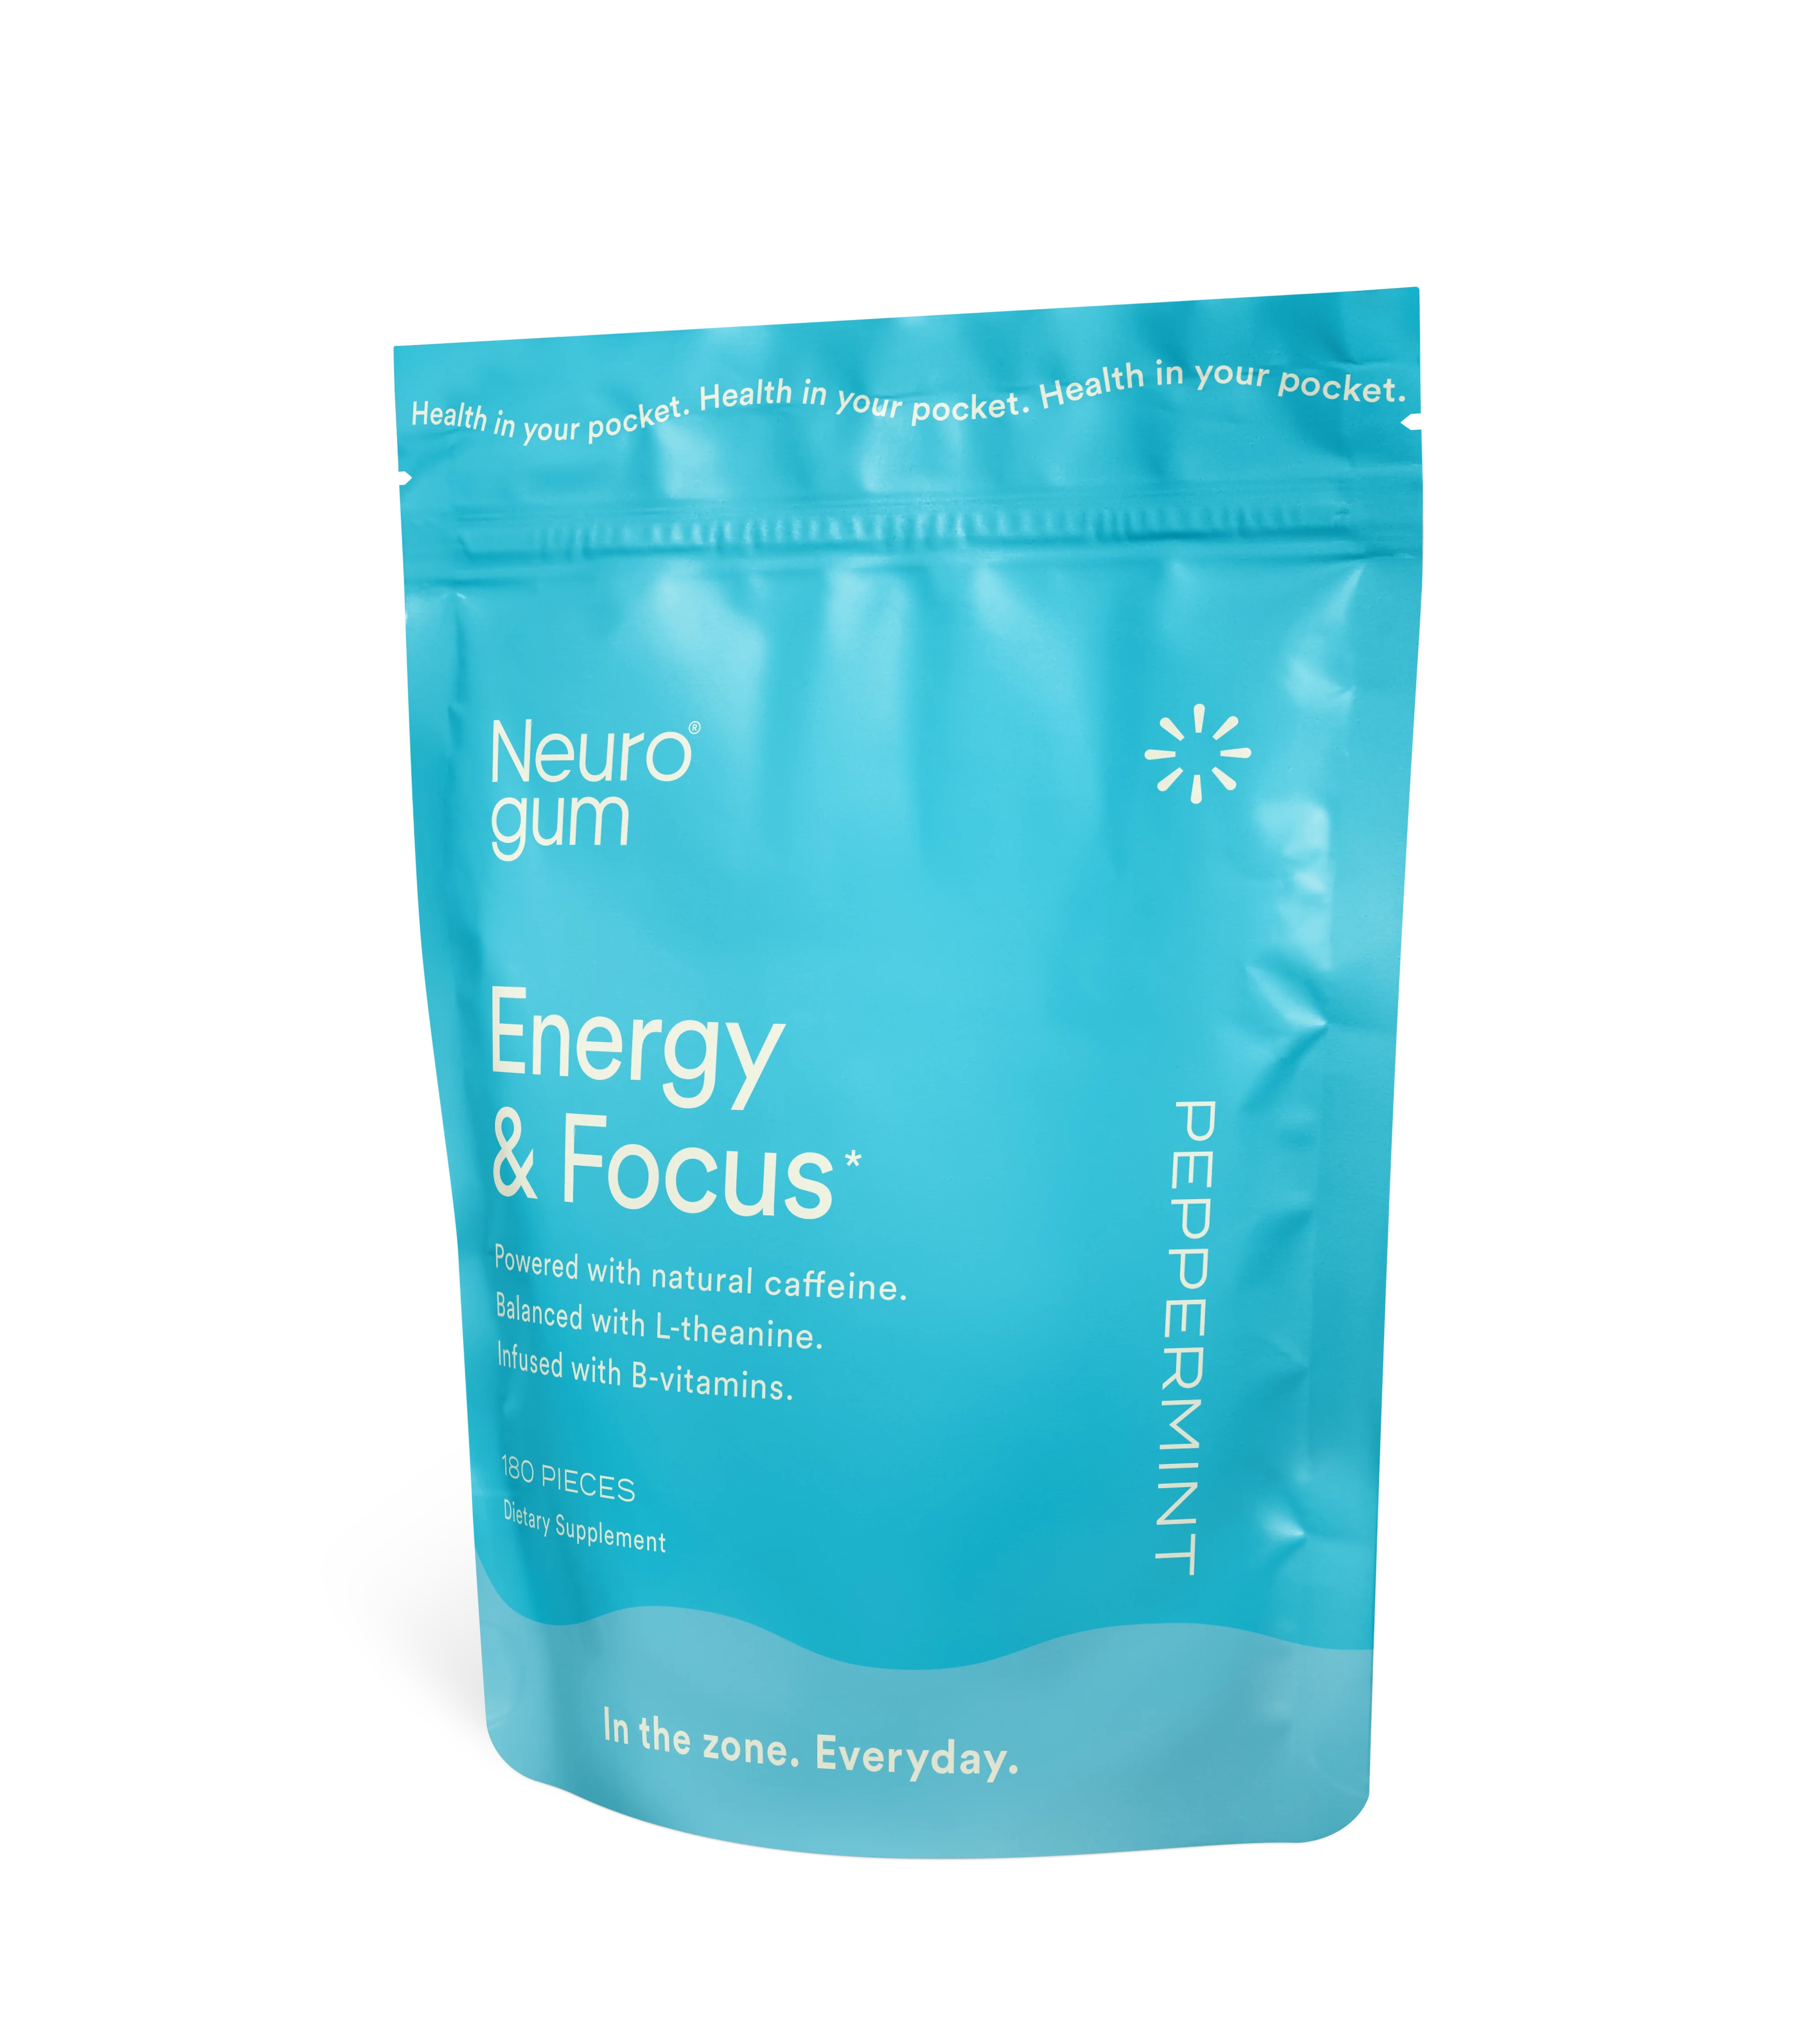 Health in your pocket. Health in your pocket. Health in your pocket.
Neuro®
gum
Energy
& Focus*
Powered with natural caffeine.
Balanced with L-theanine.
Infused with B-vitamins.
180 PIECES
Dietary Supplement
PEPPERMINT
In the zone. Everyday.